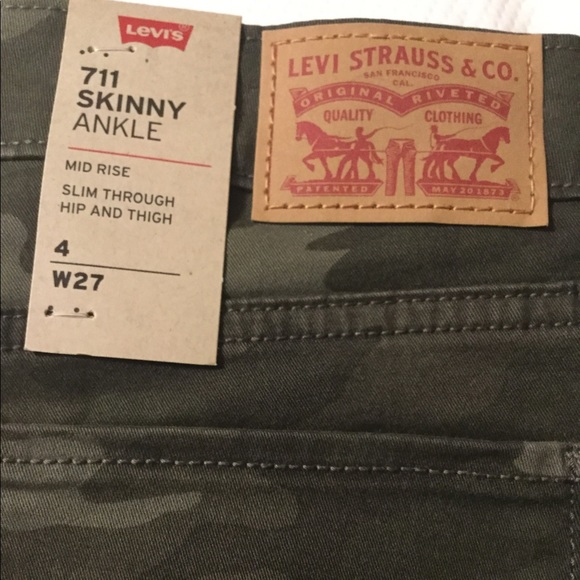 Levi's
711
SKINNY
ANKLE
MID RISE
SLIM THROUGH
HIP AND THIGH
4
W27
LEVI STRAUSS & CO.
SAN FRANCISCO
CAL.
ORIGINAL RIVETED
QUALITY CLOTHING
PATENTED MAY 20 1873